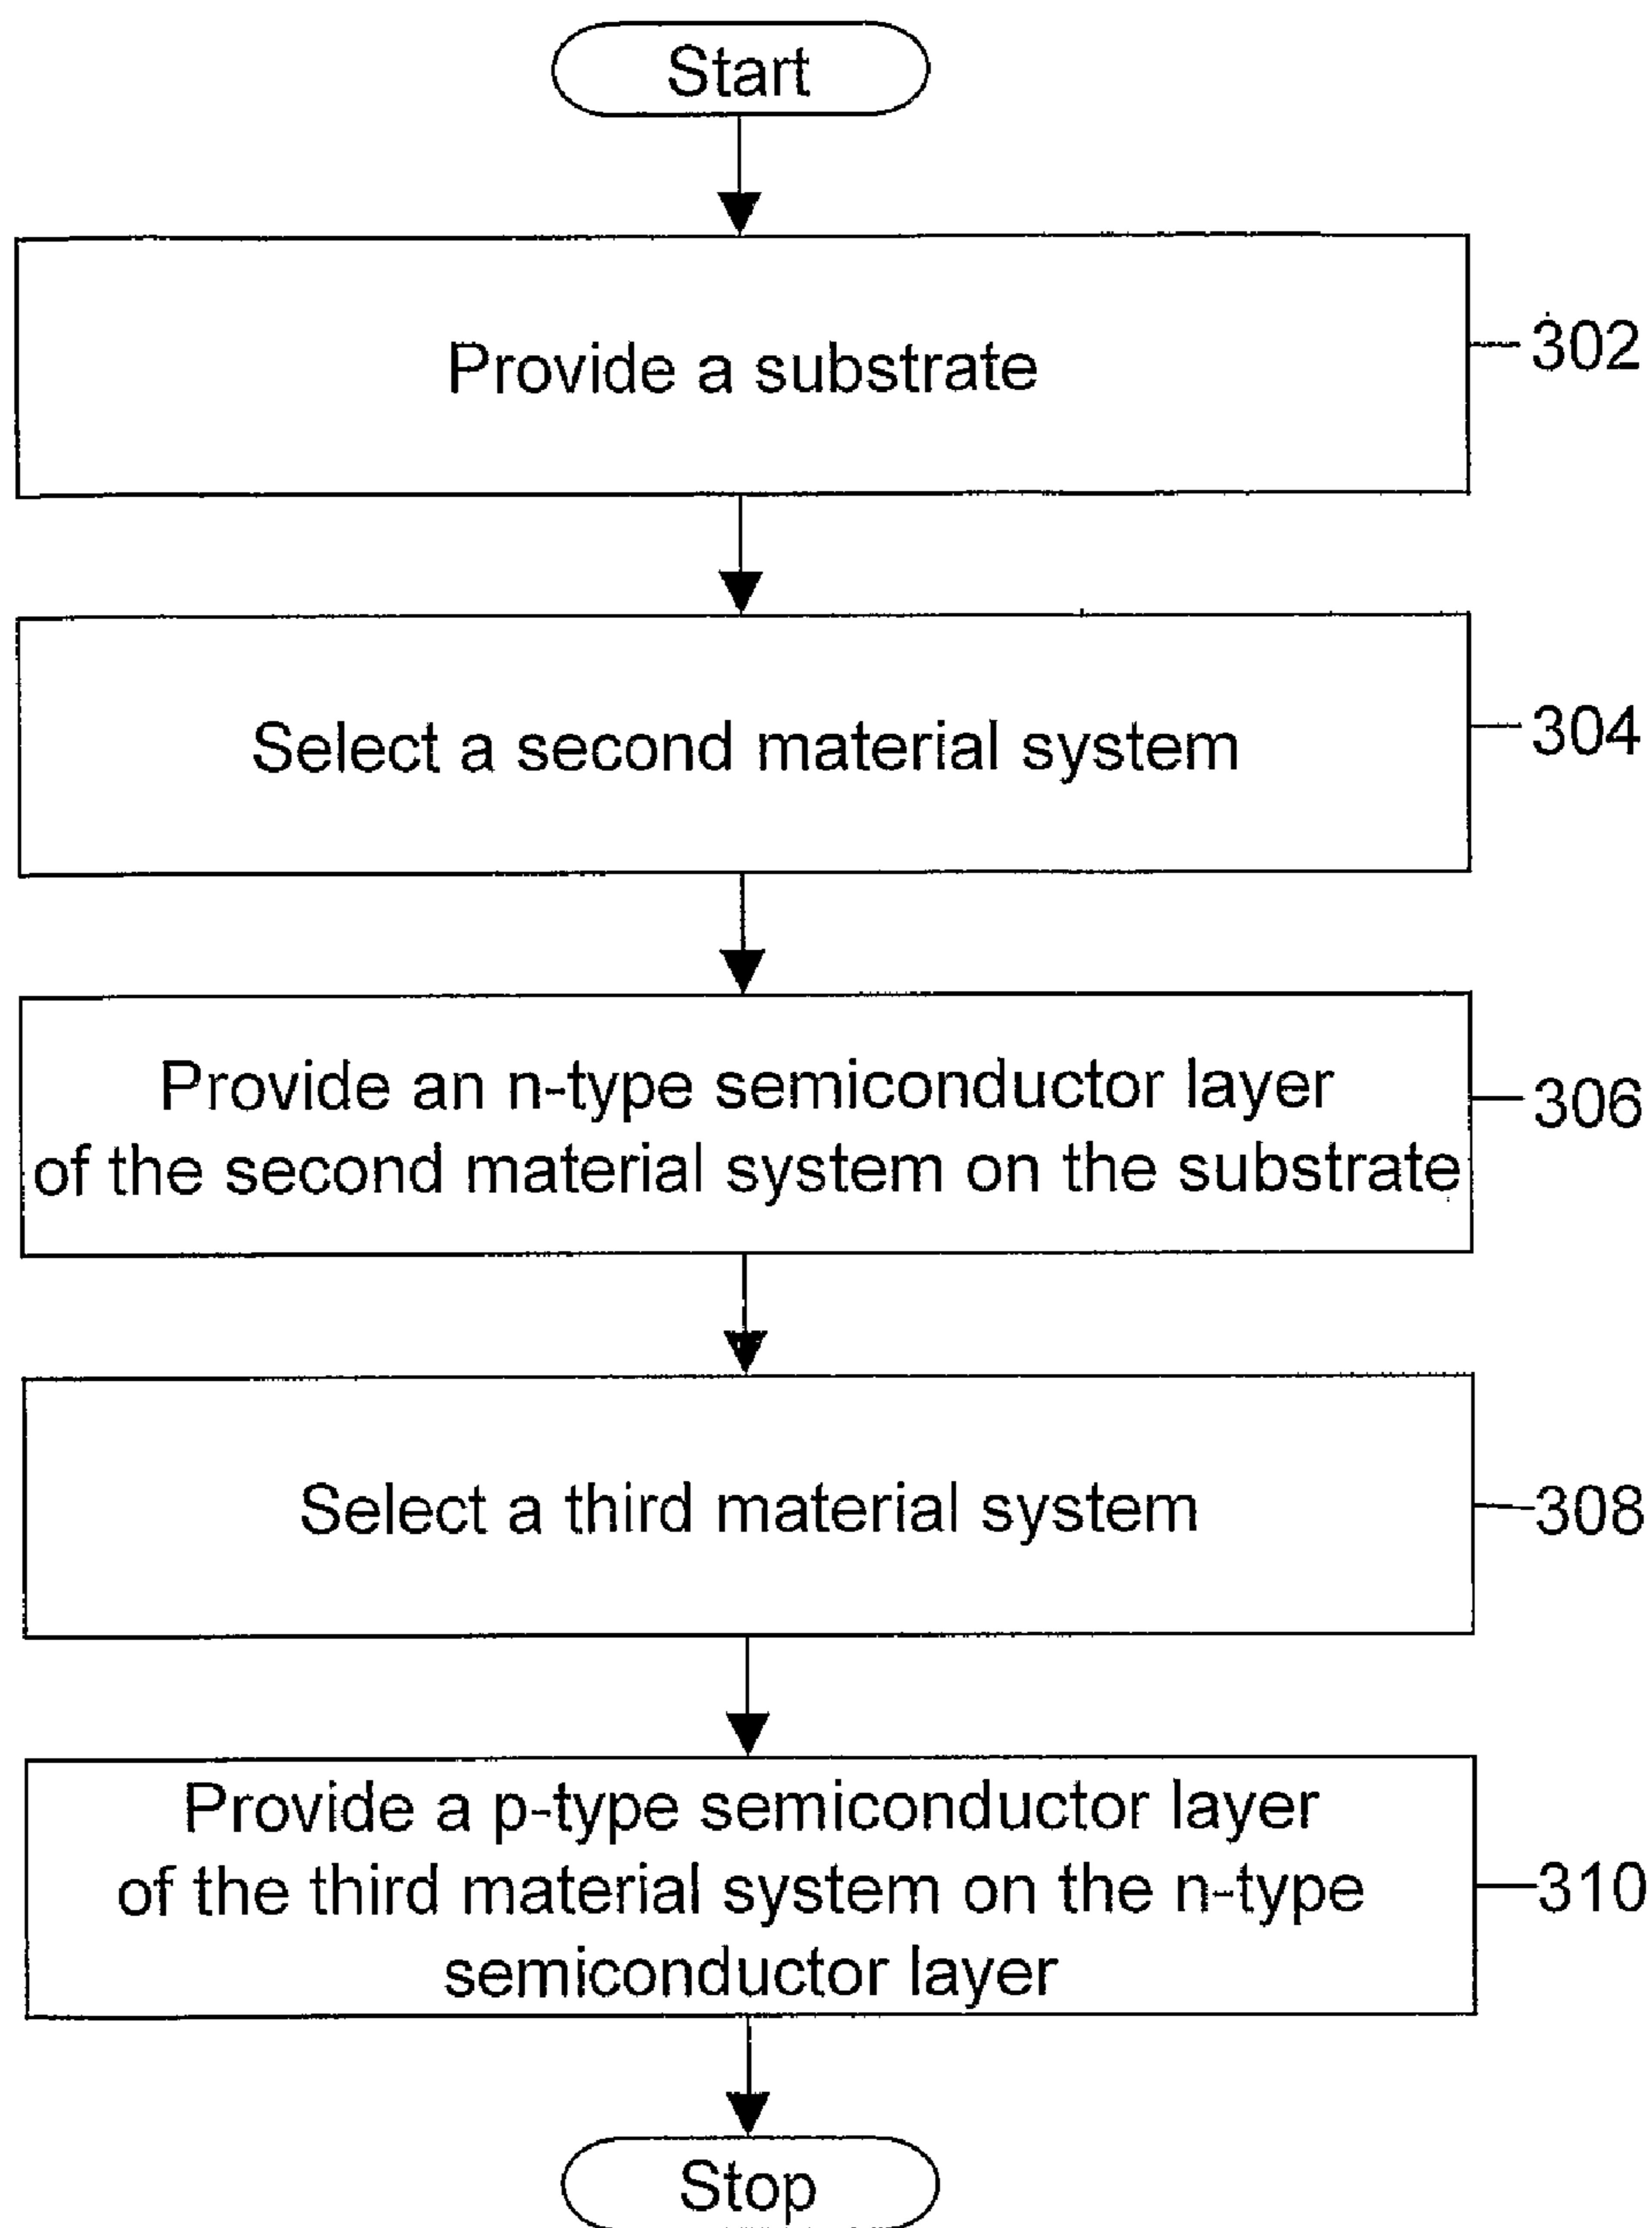 Start
Provide a substrate
302
Select a second material system
304
Provide an n-type semiconductor layer
of the second material system on the substrate
306
Select a third material system
308
Provide a p-type semiconductor layer
of the third material system on the n-type
semiconductor layer
310
Stop